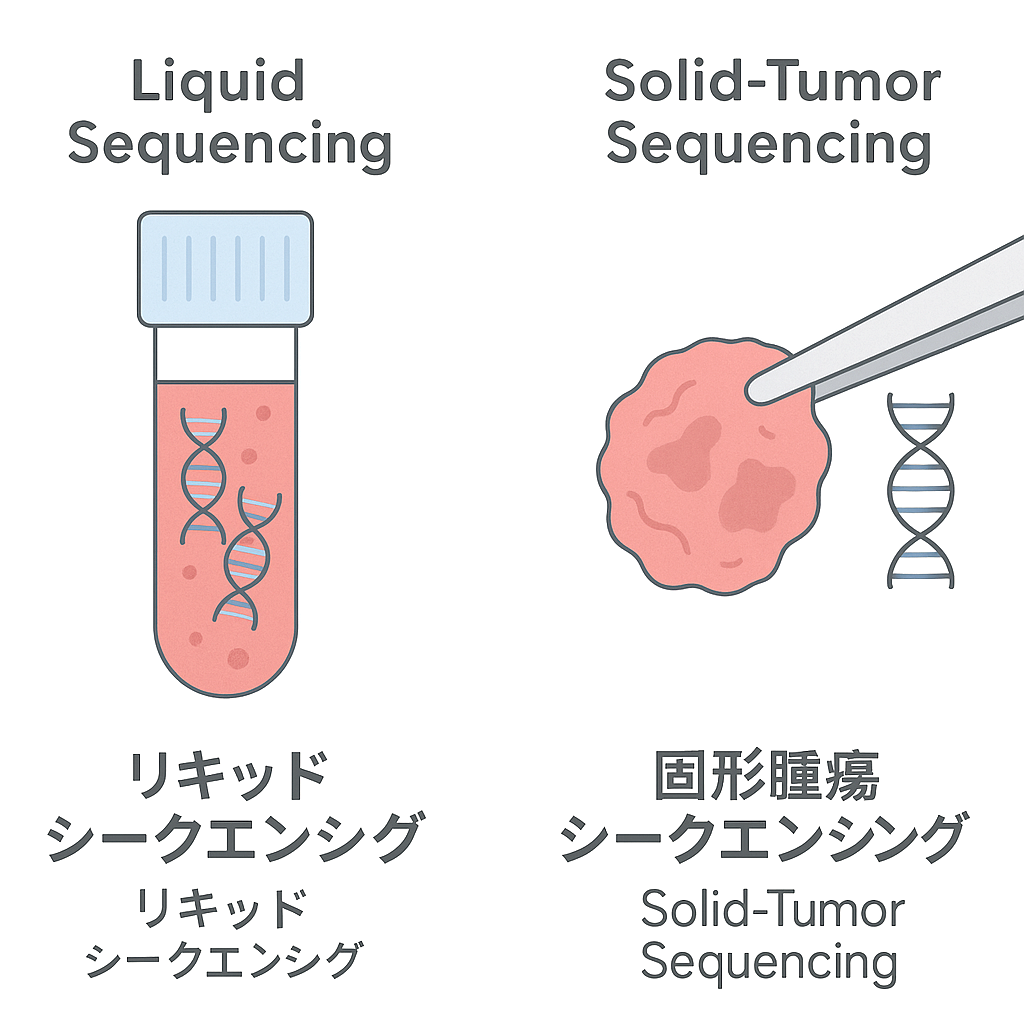 Liquid
Sequencing
Solid-Tumor
Sequencing
リキッド
シークエンシグ
リキッド
シークエンシグ
固形腫瘍
シークエンシング
Solid-Tumor
Sequencing